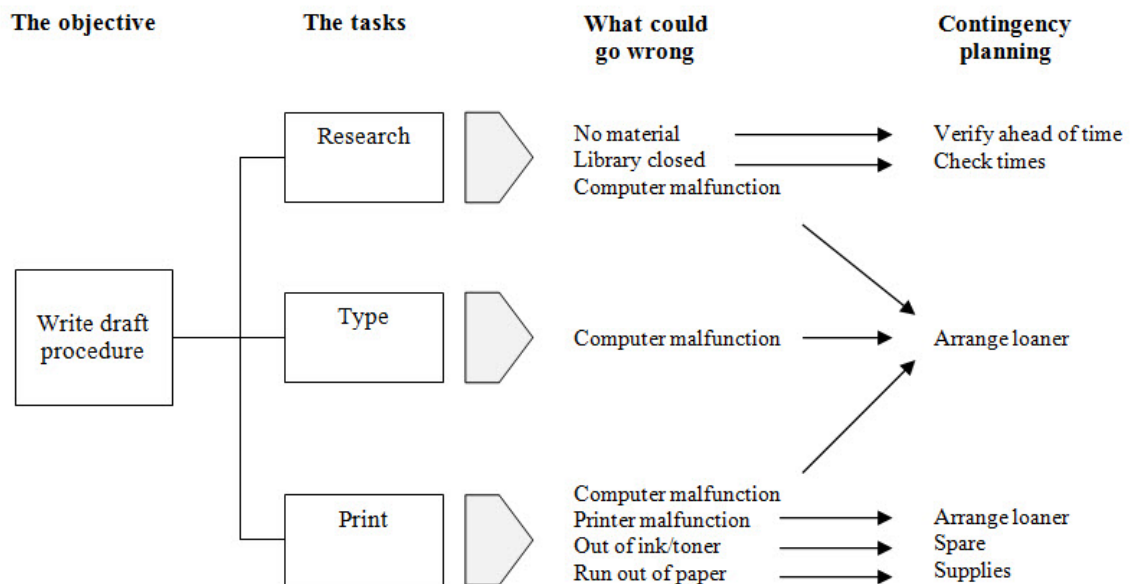 The objective
The tasks
What could
go wrong
Contingency
planning
Research
No material
Library closed
Computer malfunction
Verify ahead of time
Check times
Write draft
procedure
Type
Computer malfunction
Arrange loaner
Print
Computer malfunction
Printer malfunction
Out of ink/toner
Run out of paper
Arrange loaner
Spare
Supplies